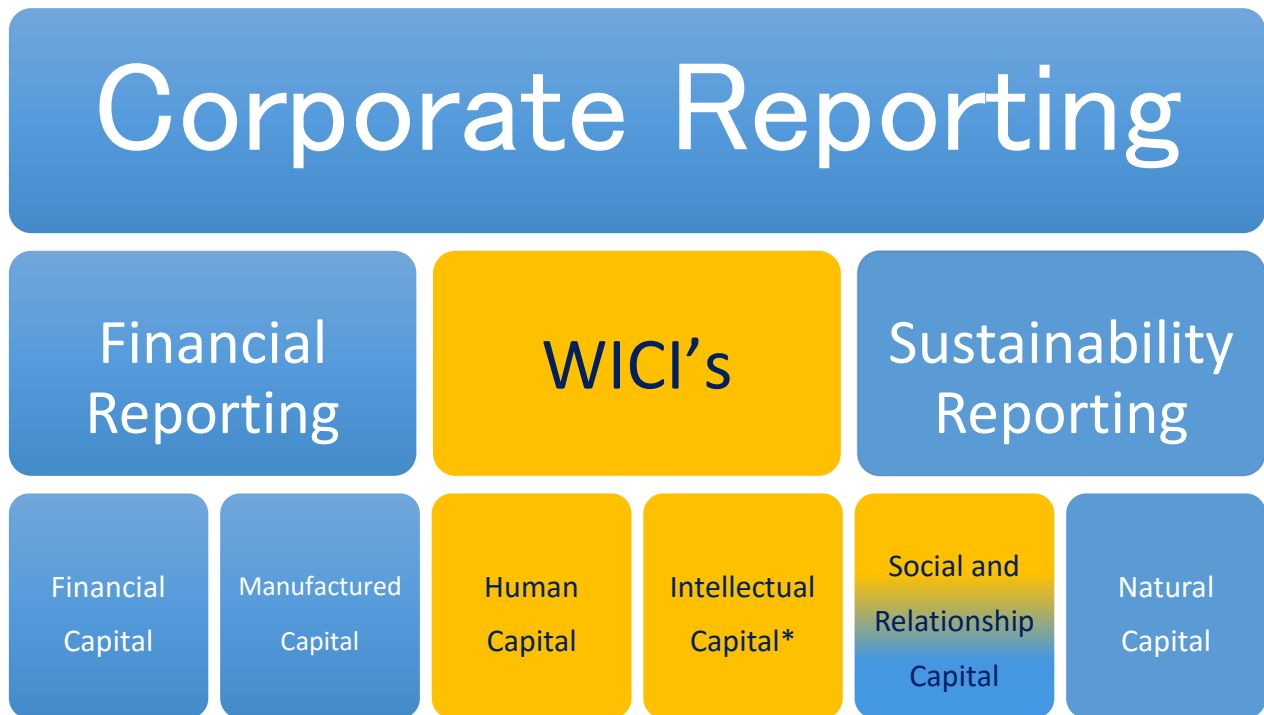 Corporate Reporting
Financial
Reporting
WICI’s
Sustainability
Reporting
Financial
Capital
Manufactured
Capital
Human
Capital
Intellectual
Capital*
Social and
Relationship
Capital
Natural
Capital